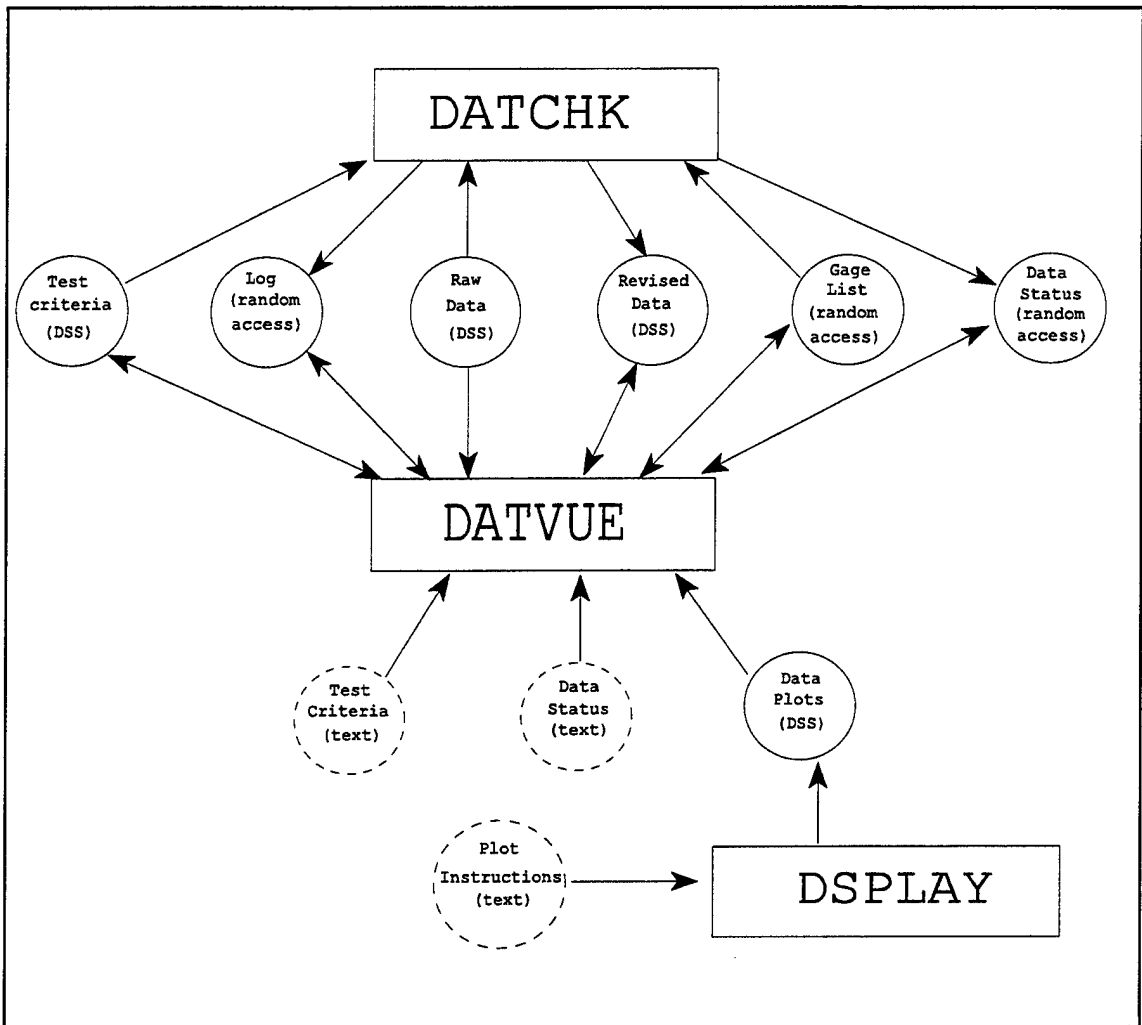 DATCHK
Test
criteria
(DSS)
Log
(random
access)
Raw
Data
(DSS)
Revised
Data
(DSS)
Gage
List
(random
access)
Data
Status
(random
access)
DATVUE
Test
Criteria
(text)
Data
Status
(text)
Data
Plots
(DSS)
Plot
Instructions
(text)
DSPLAY